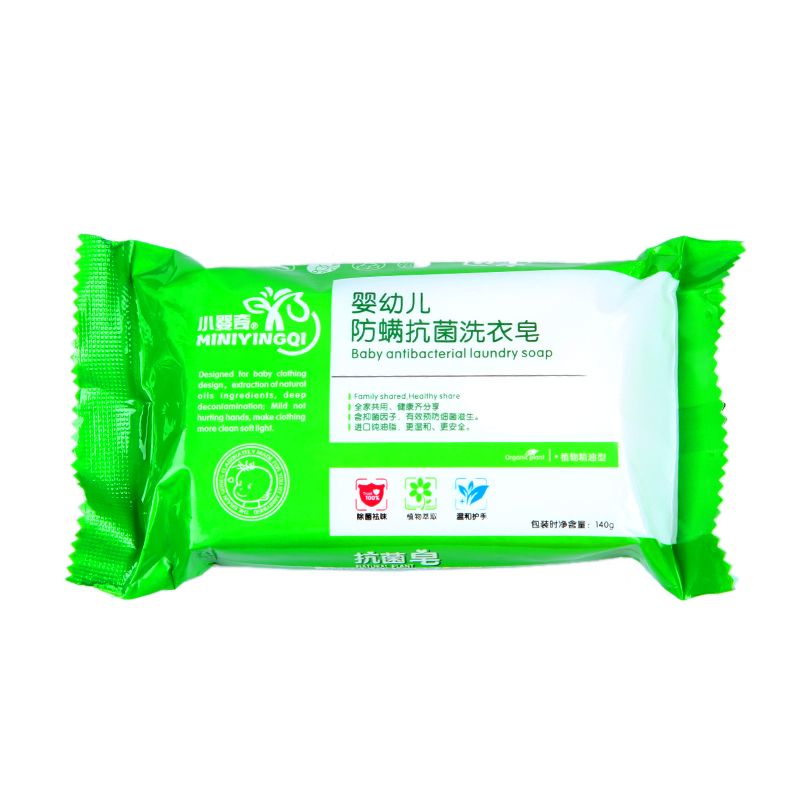 小婴奇®
MINIYINGQI
Designed for baby clothing
design, extraction of natural
oils ingredients, deep
decontamination; Mild not
hurting hands, make clothing
more clean soft light.
婴幼儿
防螨抗菌洗衣皂
Baby antibacterial laundry soap
Family shared,Healthy share
全家共用、健康齐分享
含抑菌因子，有效预防细菌滋生。
进口纯油脂，更温和、更安全。
Organic plant
植物精油型
100%
除菌祛味
植物萃取
温和护手
包装时净含量：140g
抗菌皂
NATURAL PLANT